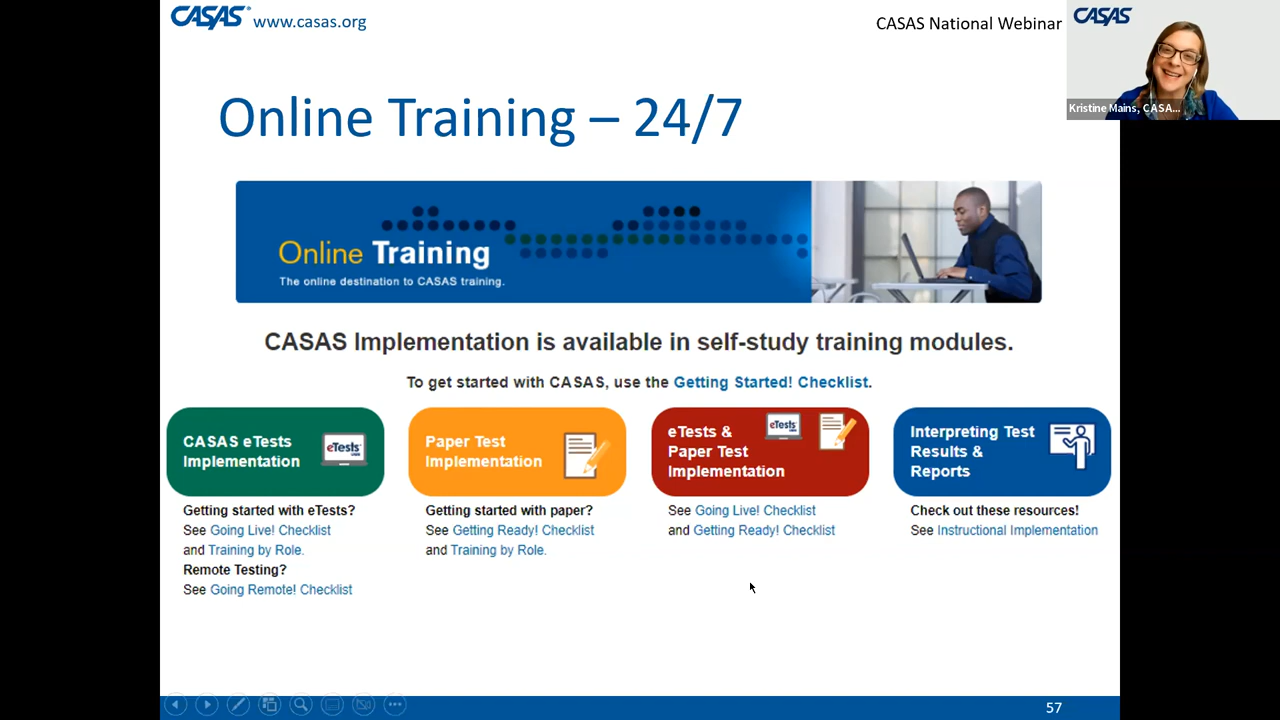 CASAS® www.casas.org
CASAS National Webinar
CASAS
Kristine Mains, CASA...
Online Training – 24/7
Online Training
The online destination to CASAS training.
CASAS Implementation is available in self-study training modules.
To get started with CASAS, use the Getting Started! Checklist.
CASAS eTests
Implementation
eTests
Getting started with eTests?
See Going Live! Checklist
and Training by Role.
Remote Testing?
See Going Remote! Checklist
Paper Test
Implementation
Getting started with paper?
See Getting Ready! Checklist
and Training by Role.
eTests &
Paper Test
Implementation
eTests
See Going Live! Checklist
and Getting Ready! Checklist
Interpreting Test
Results &
Reports
Check out these resources!
See Instructional Implementation
57